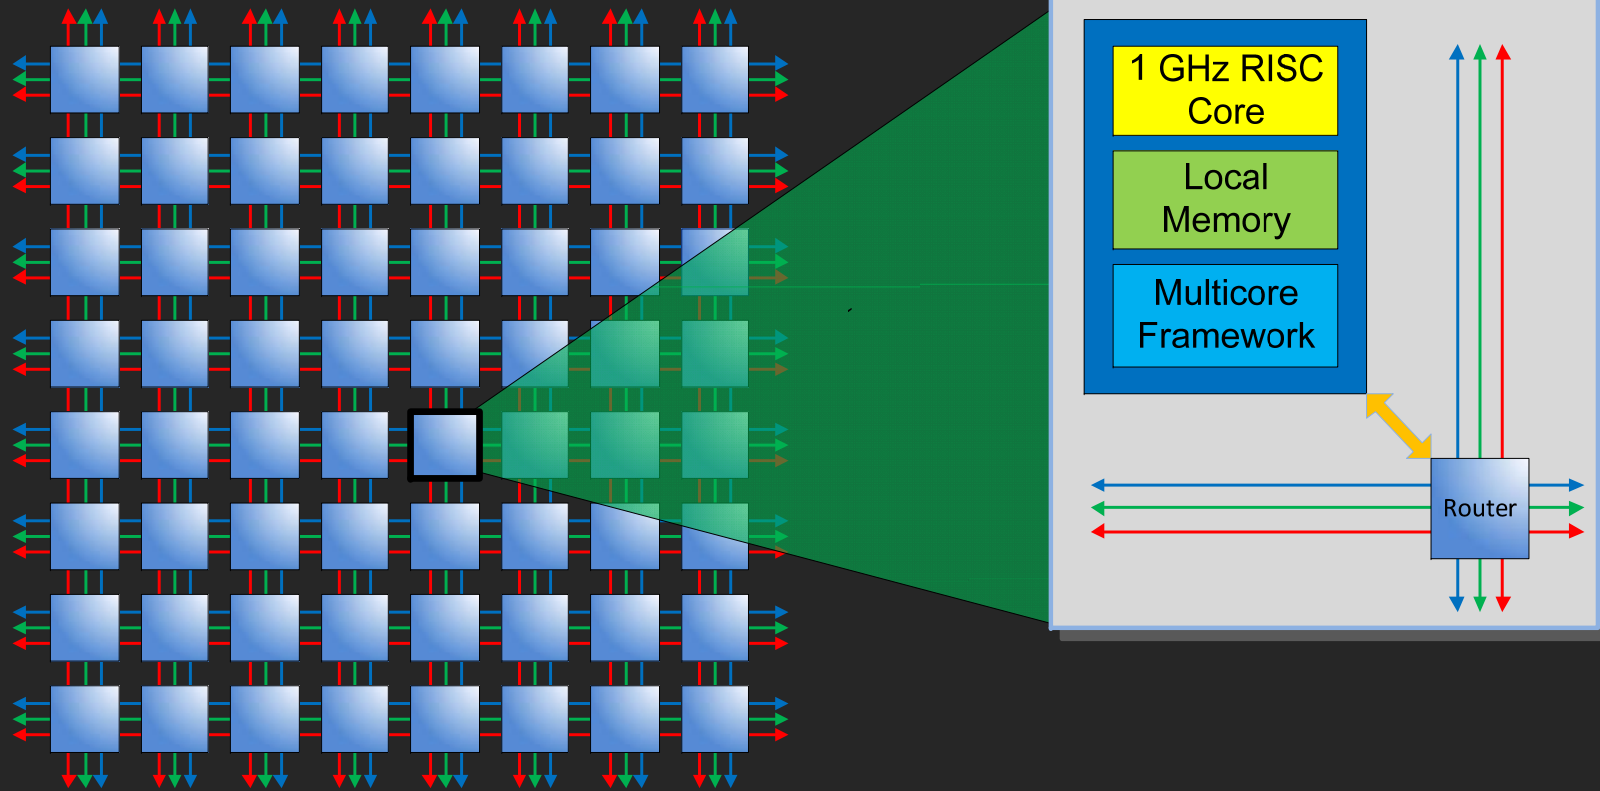 1 GHz RISC
Core
Local
Memory
Multicore
Framework
Router